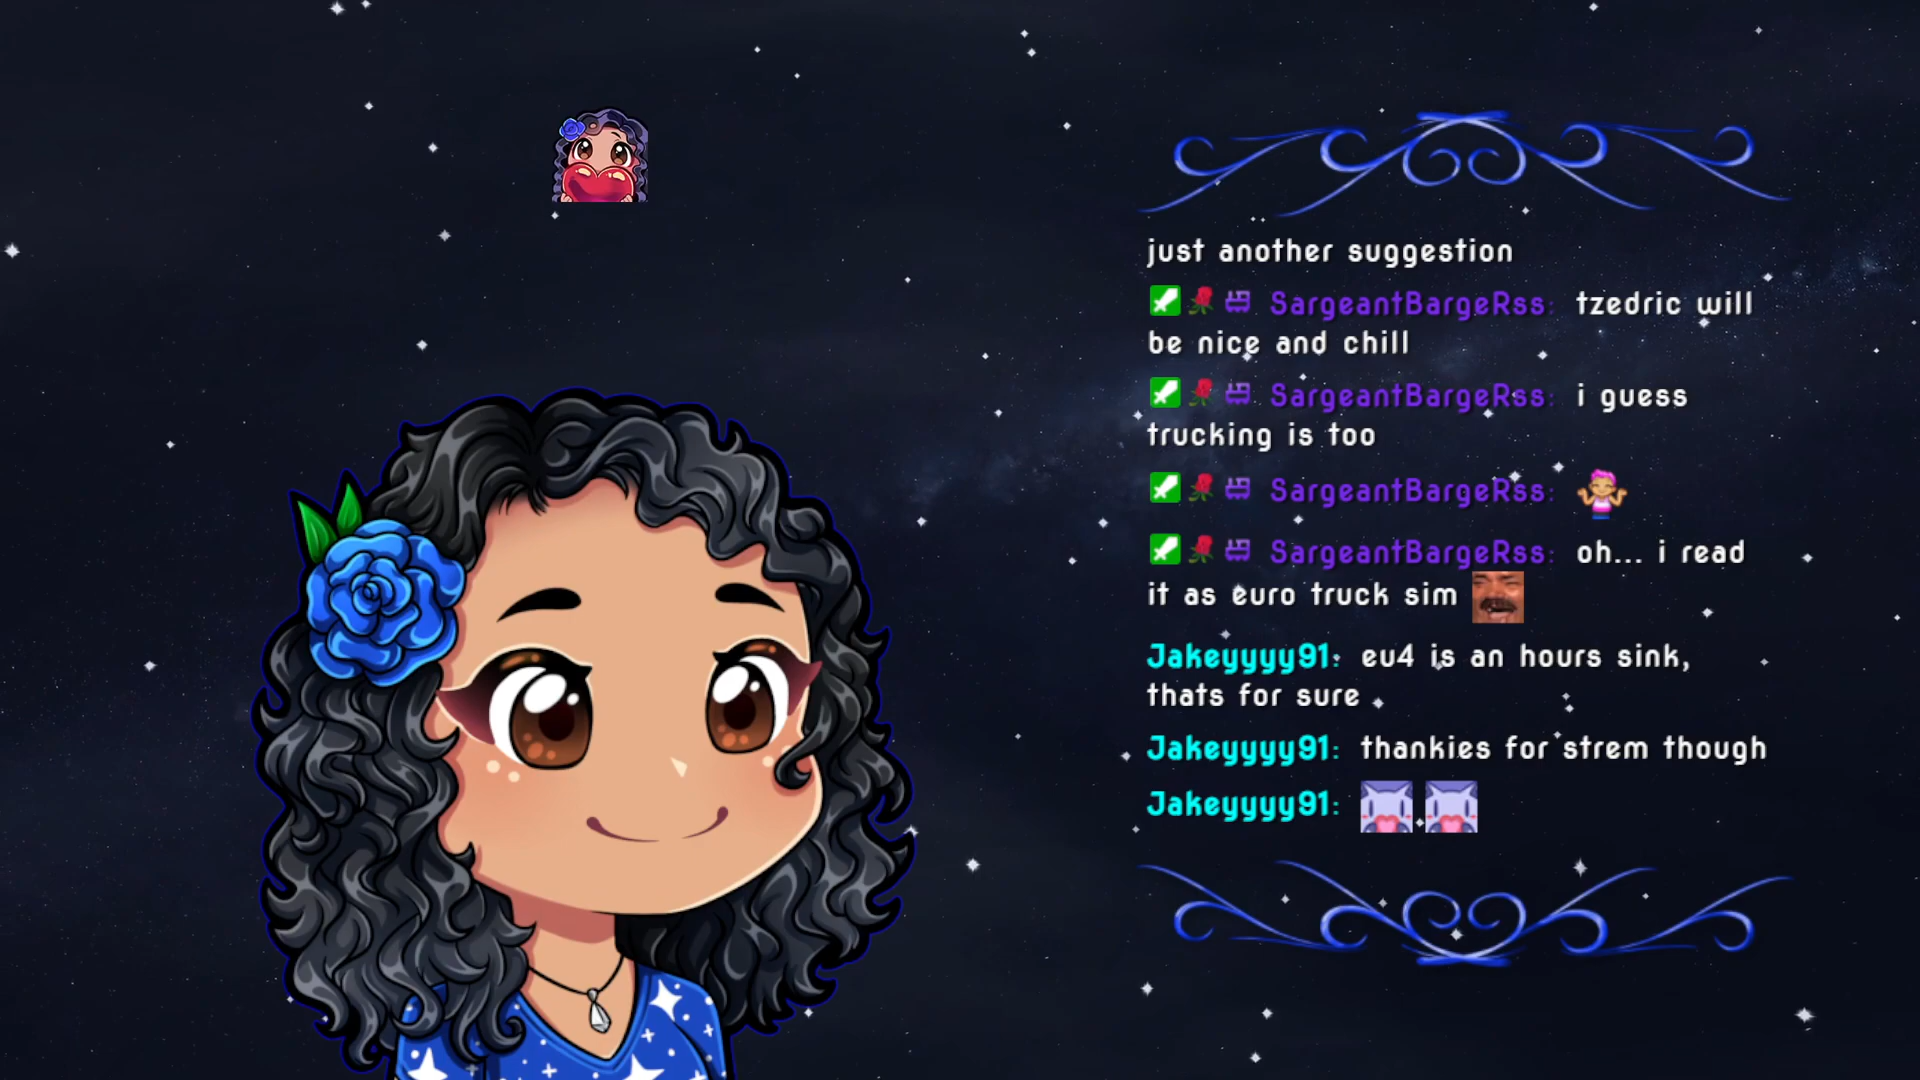 just another suggestion
SargeantBargeRss: tzedric will
be nice and chill
SargeantBargeRss: i guess
trucking is too
SargeantBargeRss:
SargeantBargeRss: oh... i read
it as euro truck sim
Jakeyyyy91: eu4 is an hours sink,
thats for sure
Jakeyyyy91: thankies for strem though
Jakeyyyy91: